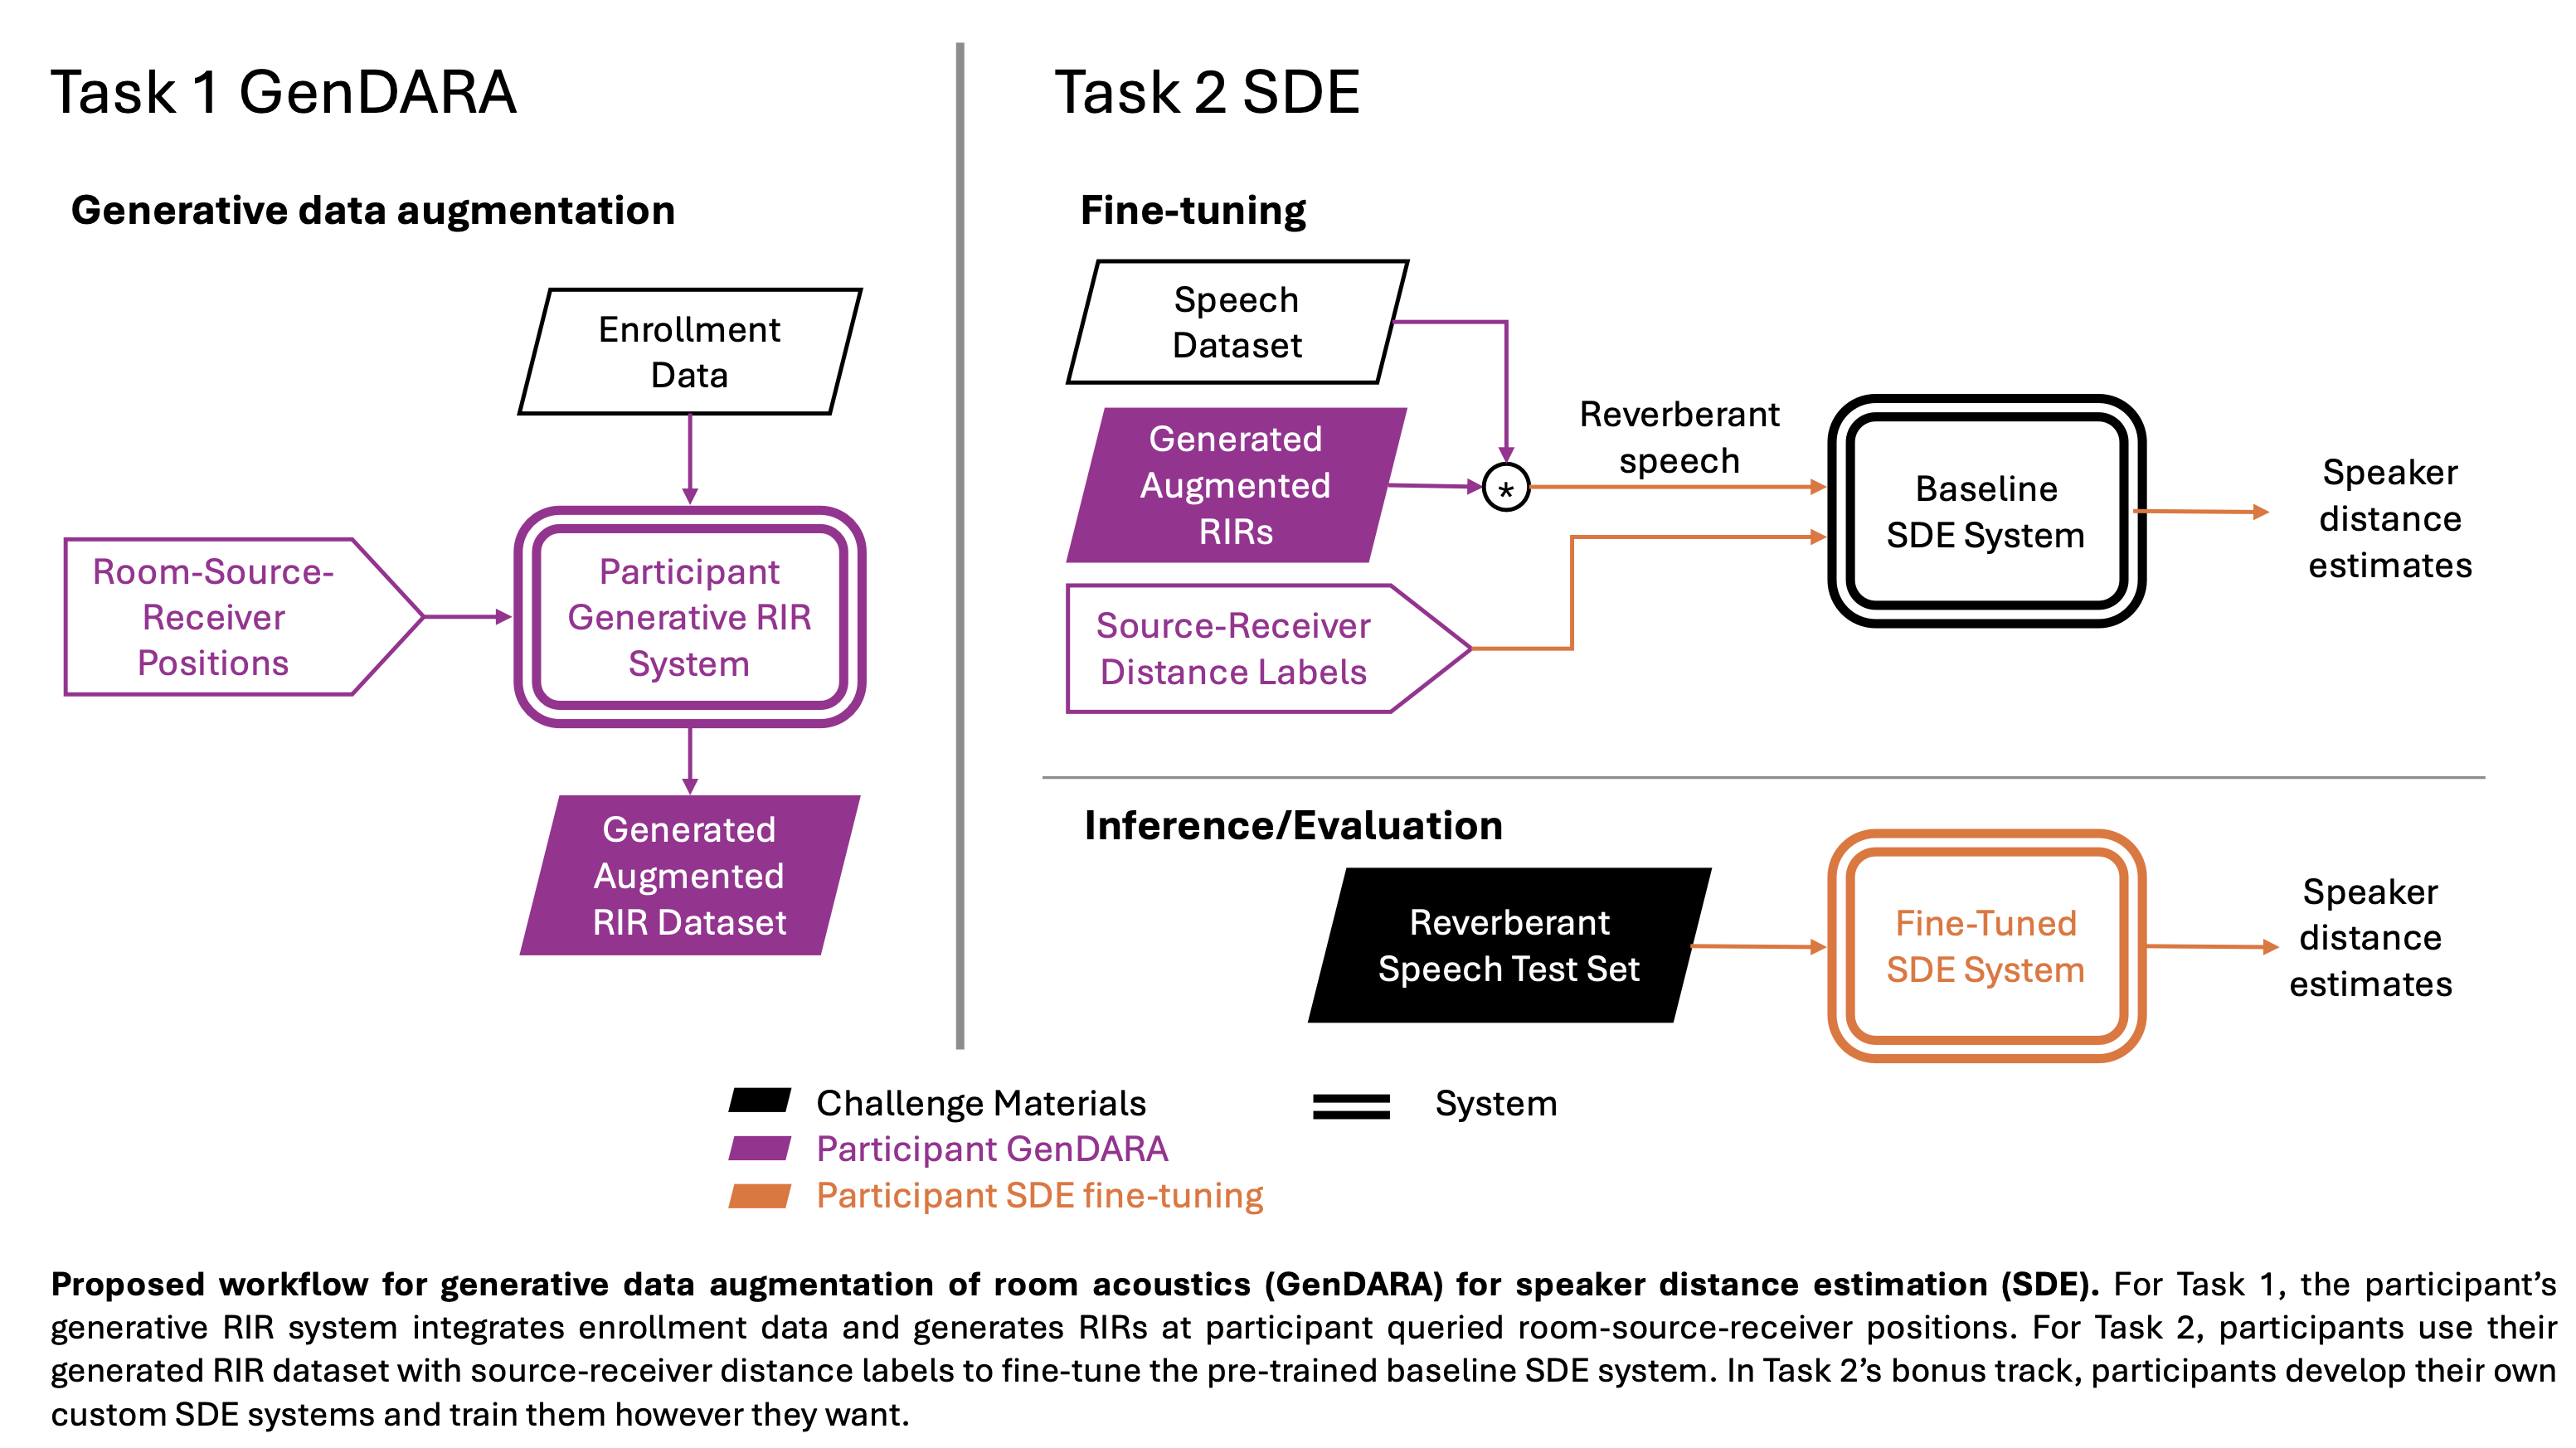 Task 1 GenDARA
Generative data augmentation
Enrollment
Data
Room-Source-
Receiver
Positions
Participant
Generative RIR
System
Generated
Augmented
RIR Dataset
Task 2 SDE
Fine-tuning
Speech
Dataset
Generated
Augmented
RIRs
Source-Receiver
Distance Labels
*
Reverberant
speech
Baseline
SDE System
Speaker
distance
estimates
Inference/Evaluation
Reverberant
Speech Test Set
Fine-Tuned
SDE System
Speaker
distance
estimates
Challenge Materials
Participant GenDARA
Participant SDE fine-tuning
System
Proposed workflow for generative data augmentation of room acoustics (GenDARA) for speaker distance estimation (SDE). For Task 1, the participant’s
generative RIR system integrates enrollment data and generates RIRs at participant queried room-source-receiver positions. For Task 2, participants use their
generated RIR dataset with source-receiver distance labels to fine-tune the pre-trained baseline SDE system. In Task 2’s bonus track, participants develop their own
custom SDE systems and train them however they want.